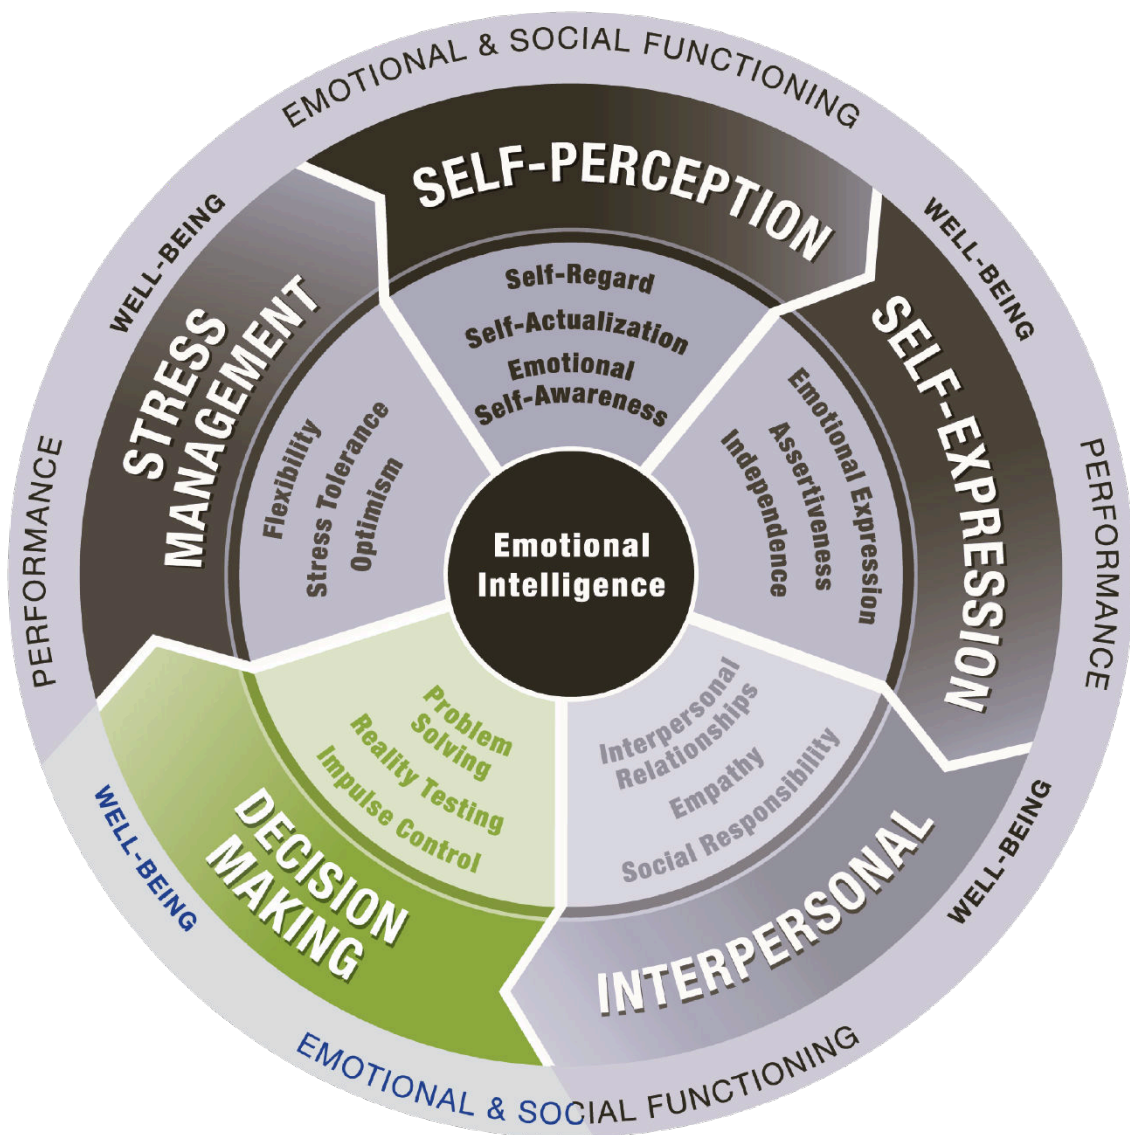 EMOTIONAL & SOCIAL FUNCTIONING
WELL-BEING
WELL-BEING
PERFORMANCE
PERFORMANCE
SELF-PERCEPTION
Self-Regard
Self-Actualization
Emotional
Self-Awareness
SELF-EXPRESSION
Emotional Expression
Assertiveness
Independence
STRESS
MANAGEMENT
Flexibility
Stress Tolerance
Optimism
Emotional
Intelligence
Interpersonal
Relationships
Empathy
Social Responsibility
INTERPERSONAL
Problem
Solving
Reality Testing
Impulse Control
DECISION
MAKING
WELL-BEING
WELL-BEING
EMOTIONAL & SOCIAL FUNCTIONING